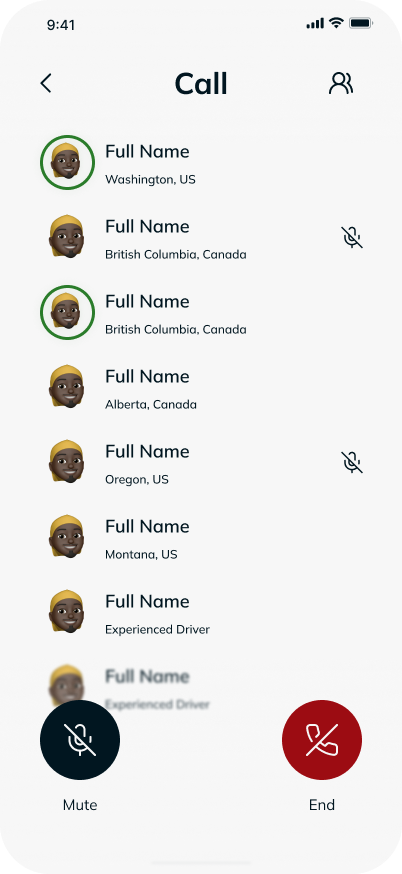 9:41
Call
Full Name
Washington, US
Full Name
British Columbia, Canada
Full Name
British Columbia, Canada
Full Name
Alberta, Canada
Full Name
Oregon, US
Full Name
Montana, US
Full Name
Experienced Driver
Full Name
Experienced Driver
Mute
End